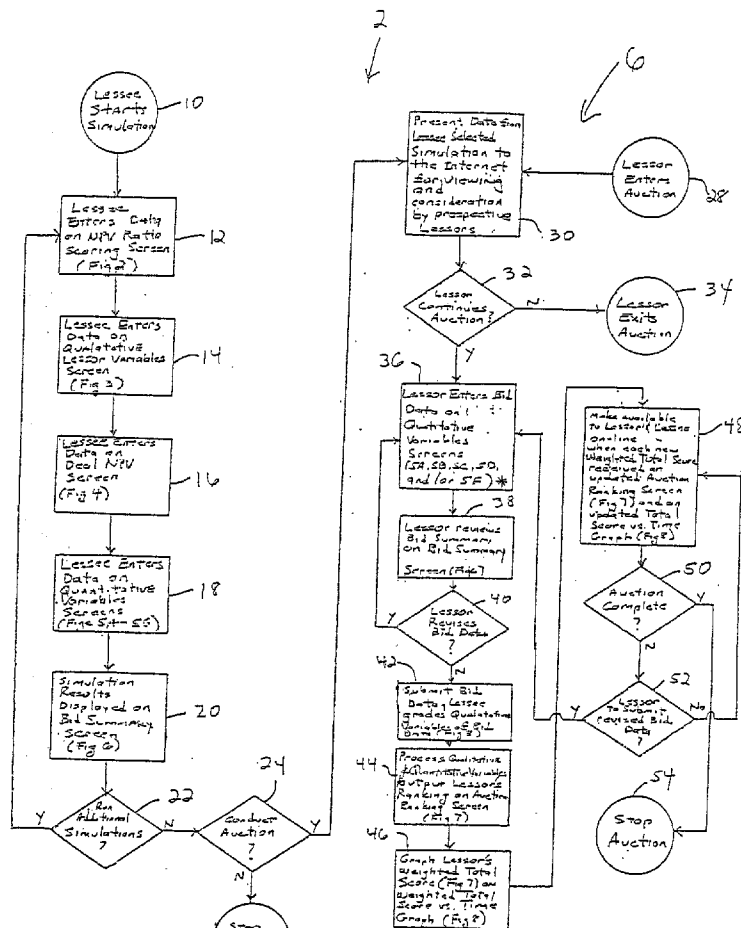 2
6
Lessee
Starts
Simulation
10
Lessee
Enters Data
on NPV Ratio
Scoring Screen
(Fig 2)
12
Lessee Enters
Data on
Qualatative
Lessor Variables
Screen
(Fig 3)
14
Lessee Enters
Data on
Deal NPV
Screen
(Fig 4)
16
Lessee Enters
Data on
Quantitative
Variables
Screens
(Figs 5A-5G)
18
Simulation
Results
Displayed on
Bid Summary
Screen
(Fig 6)
20
Run
Additional
Simulations
?
22
Y
N
Conduct
Auction
?
24
Y
N
Stop
Present Data on
Lessee Selected
Simulation to
the Internet
for viewing
and
consideration
by prospective
Lessors
30
Lessor
Enters
Auction
28
Lessor
Continues
Auction?
32
N
Y
Lessor
Exits
Auction
34
36
Lessor Enters Bid
Data on
Quatitative
Variables
Screens
(5A, 5B, 5C, 5D,
and/or 5F) *
38
Lessor reviews
Bid Summary
on Bid Summary
Screen (Fig 6)
Lessor
Revises
Bid Data
?
40
Y
N
42
Submit Bid
Data, Lessee
grades Qualatative
Variables of Bid
Data (Fig 3)
44
Process Qualitative
& Quantitative Variables
output Lessors
Ranking on Auction
Ranking Screen
(Fig 7)
46
Graph Lessor's
Weighted Total
Score (Fig 7) on
Weighted Total
Score vs. Time
Graph (Fig 8)
Make available
to Lessors
online
when each new
Weighted Total Score
received an
updated Auction
Ranking Screen
(Fig 7) and an
updated Total
Score vs. Time
Graph (Fig 8)
48
Auction
Complete
?
50
Y
N
Lessor
to Submit
revised Bid
Data
?
52
Y
No
Stop
Auction
54